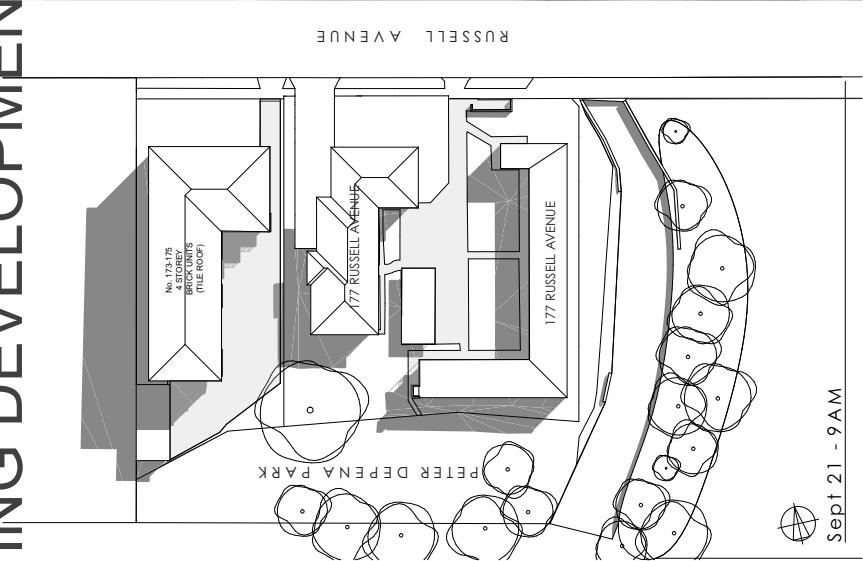 ING DEVELOPMEN
RUSSELL AVENUE
No. 173-175
4 STOREY
BRICK UNITS
(TILE ROOF)
177 RUSSELL AVENUE
177 RUSSELL AVENUE
PETER DEPENA PARK
Sept 21 - 9AM